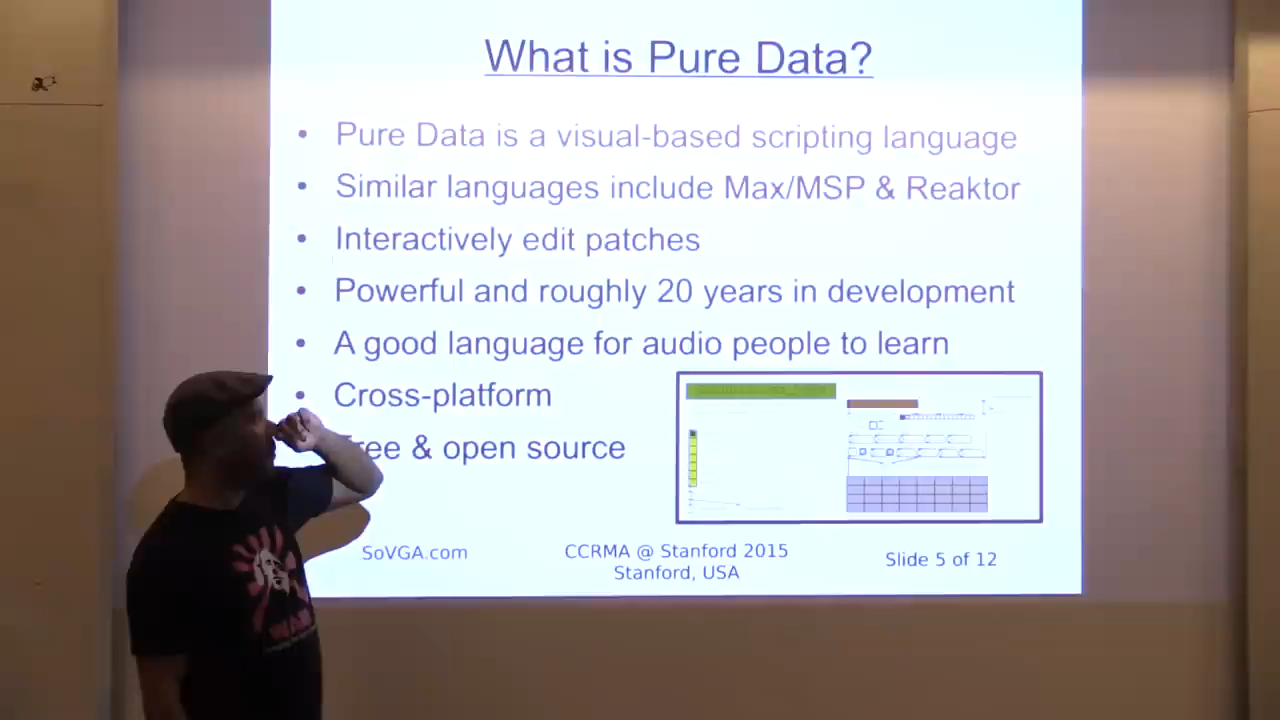 What is Pure Data?
• Pure Data is a visual-based scripting language
• Similar languages include Max/MSP & Reaktor
• Interactively edit patches
• Powerful and roughly 20 years in development
• A good language for audio people to learn
• Cross-platform
ree & open source
SoVGA.com
CCRMA @ Stanford 2015
Stanford, USA
Slide 5 of 12